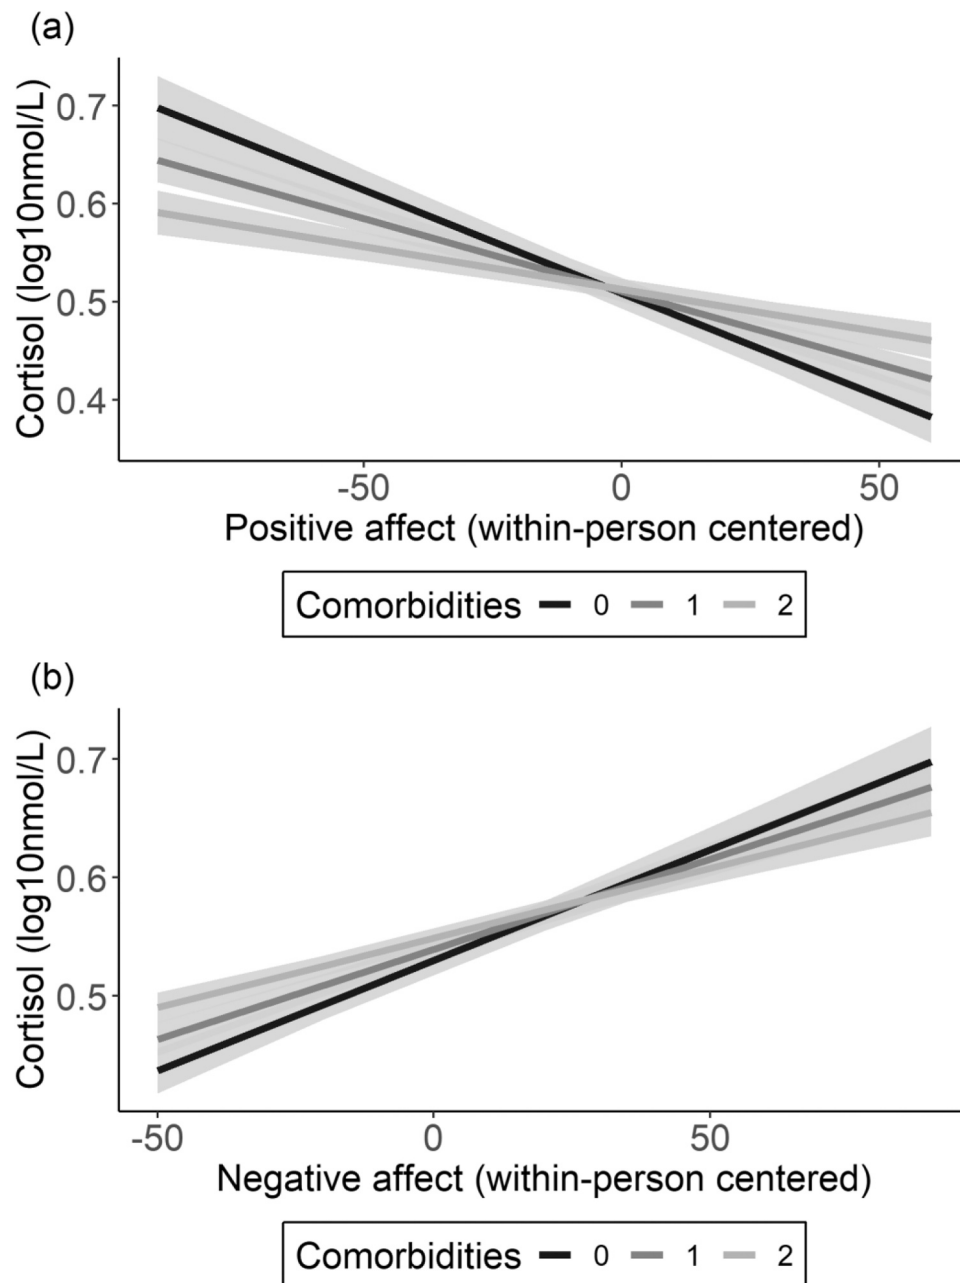 (a)
Cortisol (log10nmol/L)
0.7
0.6
0.5
0.4
-50 0 50
Positive affect (within-person centered)
Comorbidities 0 1 2
(b)
Cortisol (log10nmol/L)
0.7
0.6
0.5
-50 0 50
Negative affect (within-person centered)
Comorbidities 0 1 2